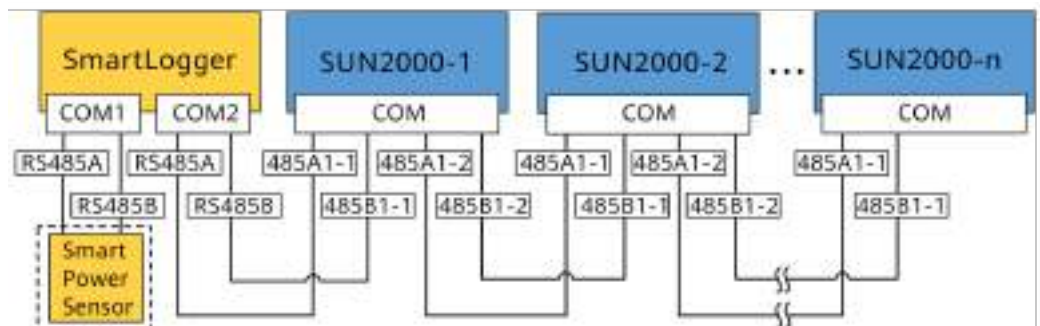 SmartLogger
SUN2000-1
SUN2000-2
...
SUN2000-n
COM1
COM2
COM
COM
COM
RS485A
RS485A
485A1-1
485A1-2
485A1-1
485A1-2
485A1-1
RS485B
RS485B
485B1-1
485B1-2
485B1-1
485B1-2
485B1-1
Smart
Power
Sensor